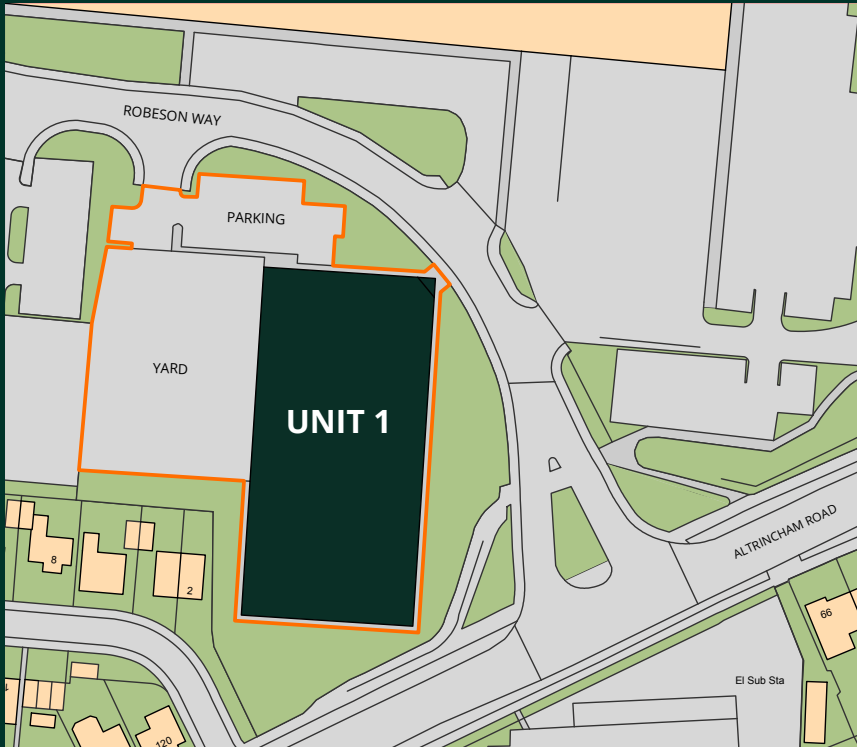 ROBESON WAY
PARKING
YARD
UNIT 1
ALTRINCHAM ROAD
8
2
66
El Sub Sta
120